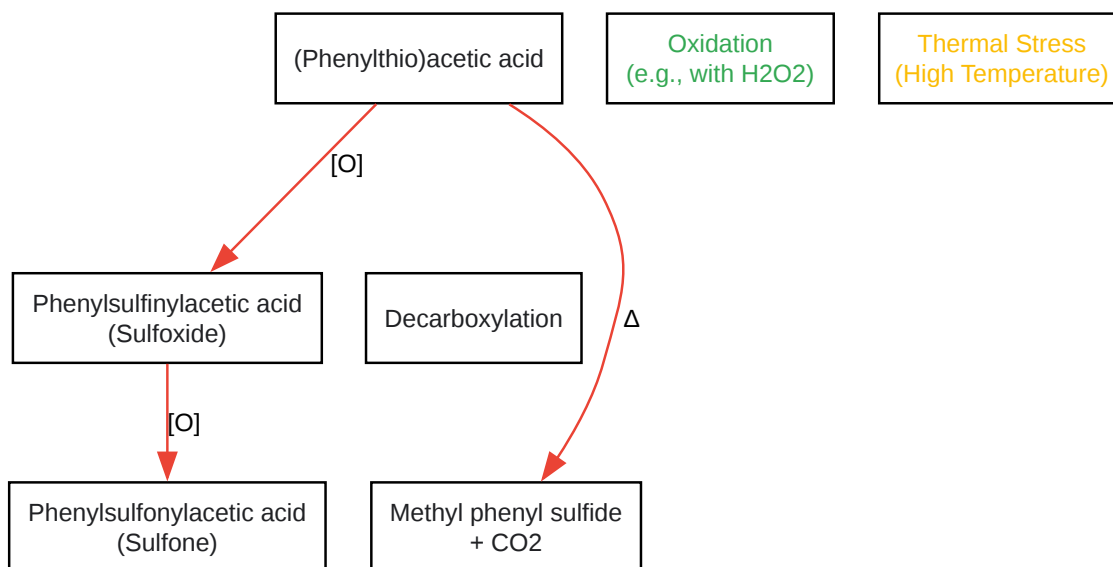 (Phenylthio)acetic acid
Oxidation
(e.g., with H2O2)
Thermal Stress
(High Temperature)
[O]
Phenylsulfinylacetic acid
(Sulfoxide)
Decarboxylation
Δ
[O]
Phenylsulfonylacetic acid
(Sulfone)
Methyl phenyl sulfide
+ CO2